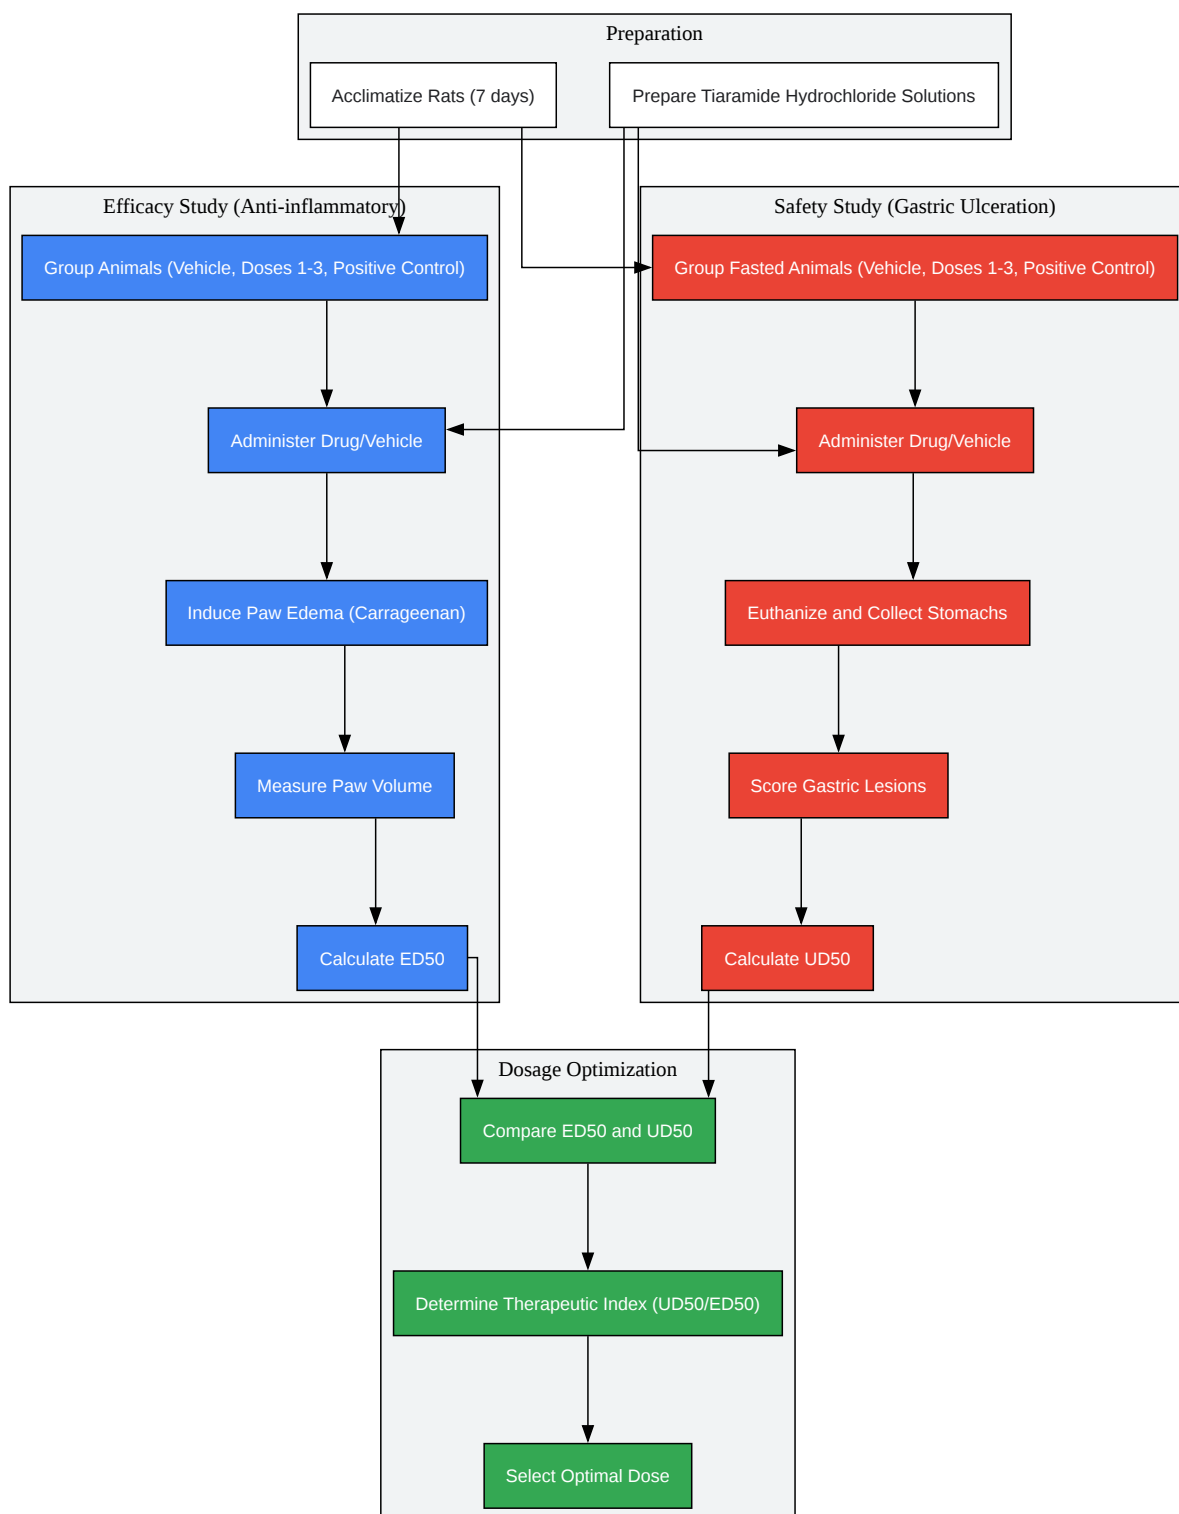 Preparation
Acclimatize Rats (7 days)
Prepare Tiaramide Hydrochloride Solutions
Efficacy Study (Anti-inflammatory)
Group Animals (Vehicle, Doses 1-3, Positive Control)
Administer Drug/Vehicle
Induce Paw Edema (Carrageenan)
Measure Paw Volume
Calculate ED50
Safety Study (Gastric Ulceration)
Group Fasted Animals (Vehicle, Doses 1-3, Positive Control)
Administer Drug/Vehicle
Euthanize and Collect Stomachs
Score Gastric Lesions
Calculate UD50
Dosage Optimization
Compare ED50 and UD50
Determine Therapeutic Index (UD50/ED50)
Select Optimal Dose